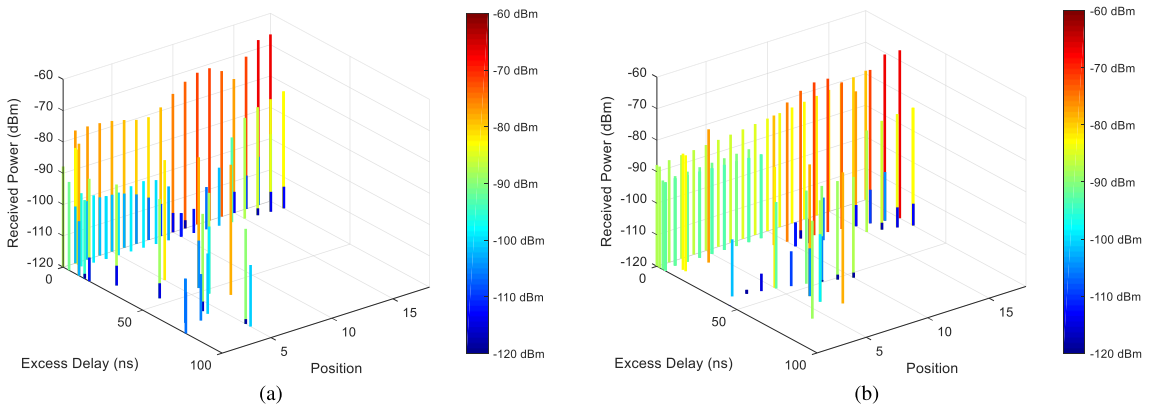 -60
-70
-80
-90
-100
-110
-120
Received Power (dBm)
0
50
100
Excess Delay (ns)
5
10
15
Position
-60 dBm
-70 dBm
-80 dBm
-90 dBm
-100 dBm
-110 dBm
-120 dBm
(a)
-60
-70
-80
-90
-100
-110
-120
Received Power (dBm)
0
50
100
Excess Delay (ns)
5
10
15
Position
-60 dBm
-70 dBm
-80 dBm
-90 dBm
-100 dBm
-110 dBm
-120 dBm
(b)